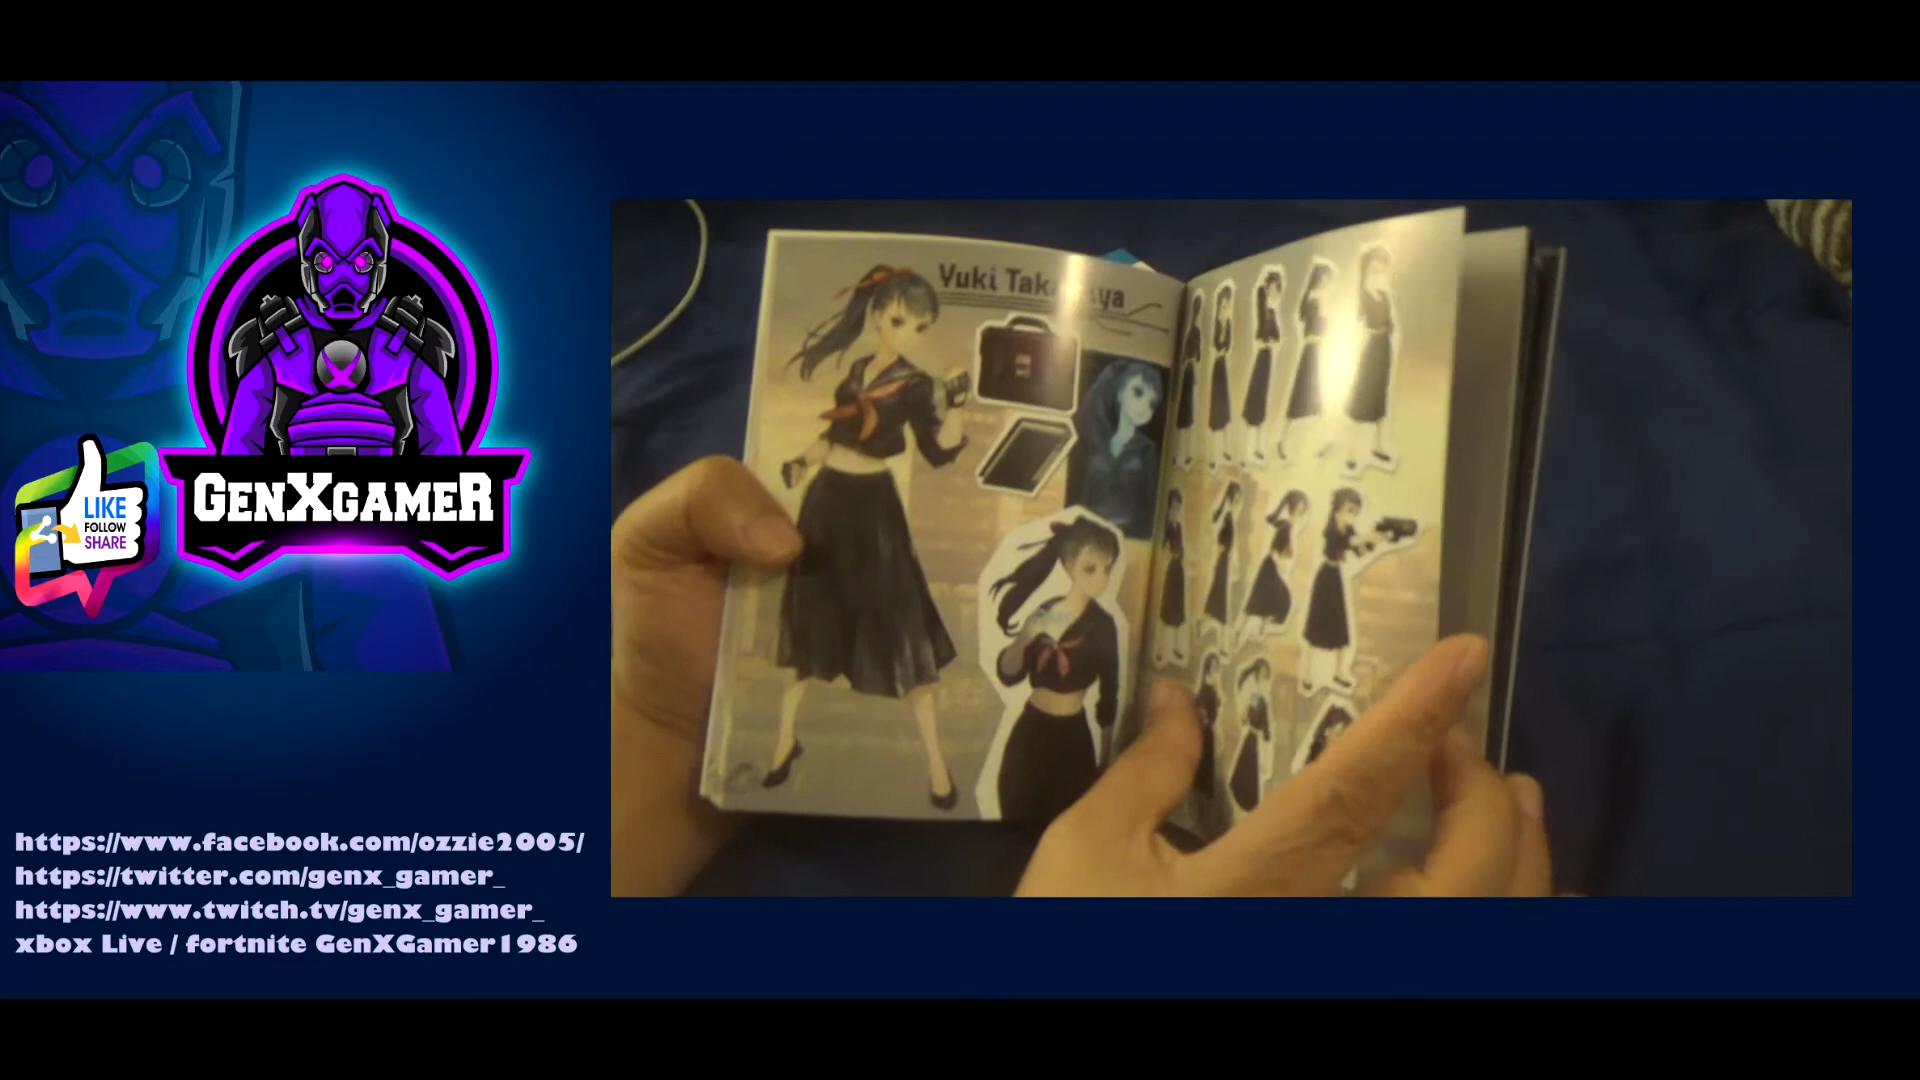 LIKE
FOLLOW
SHARE
GENXGAMER
https://www.facebook.com/ozzie2005/
https://twitter.com/genx_gamer_
https://www.twitch.tv/genx_gamer_
xbox Live / fortnite GenXGamer1986
Yuki